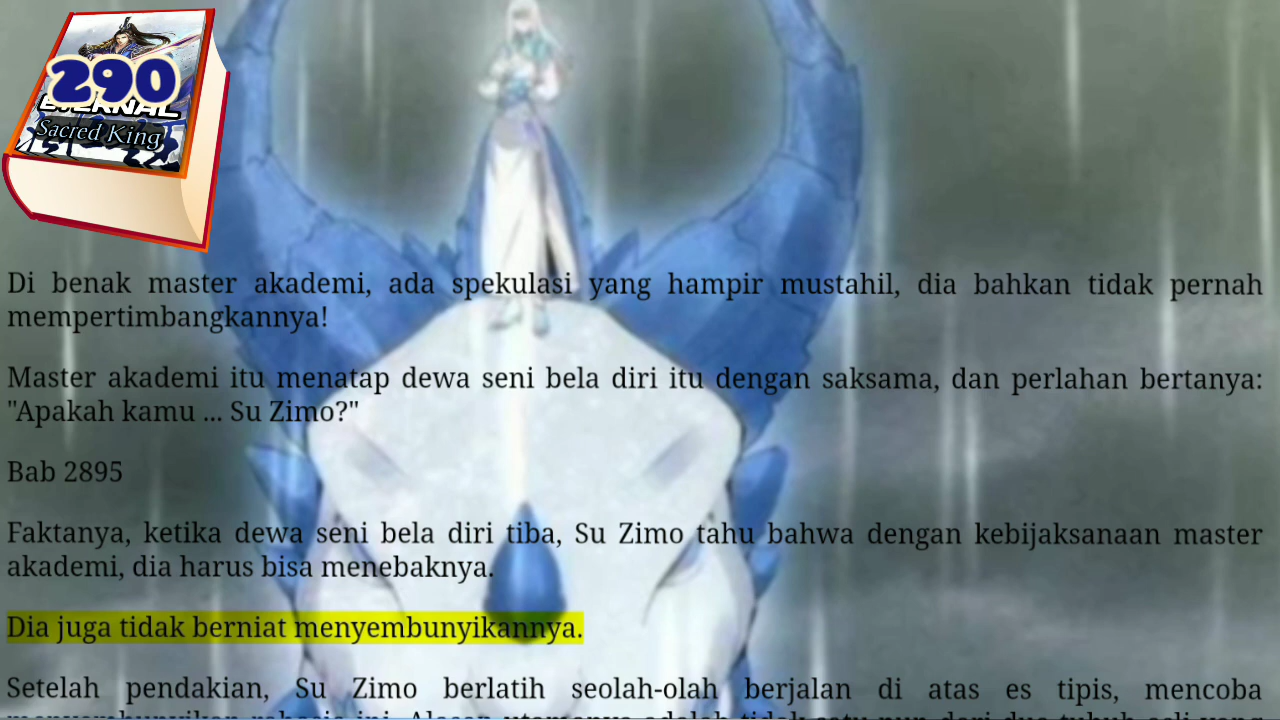 290
ETERNAL
Sacred King
Di benak master akademi, ada spekulasi yang hampir mustahil, dia bahkan tidak pernah
mempertimbangkannya!
Master akademi itu menatap dewa seni bela diri itu dengan saksama, dan perlahan bertanya:
"Apakah kamu ... Su Zimo?"
Bab 2895
Faktanya, ketika dewa seni bela diri tiba, Su Zimo tahu bahwa dengan kebijaksanaan master
akademi, dia harus bisa menebaknya.
Dia juga tidak berniat menyembunyikannya.
Setelah pendakian, Su Zimo berlatih seolah-olah berjalan di atas es tipis, mencoba